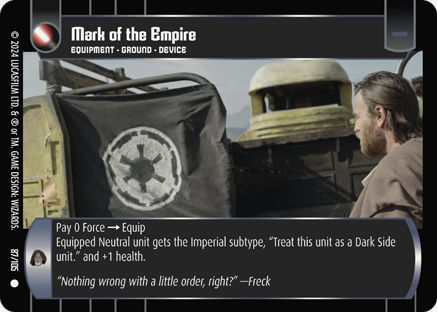 Mark of the Empire
EQUIPMENT - GROUND - DEVICE
Pay 0 Force → Equip
Equipped Neutral unit gets the Imperial subtype, “Treat this unit as a Dark Side
unit.” and +1 health.
“Nothing wrong with a little order, right?” —Freck
© 2024 LUCASFILM LTD. & ® or TM. GAME DESIGN: WIZARDS.
87/105